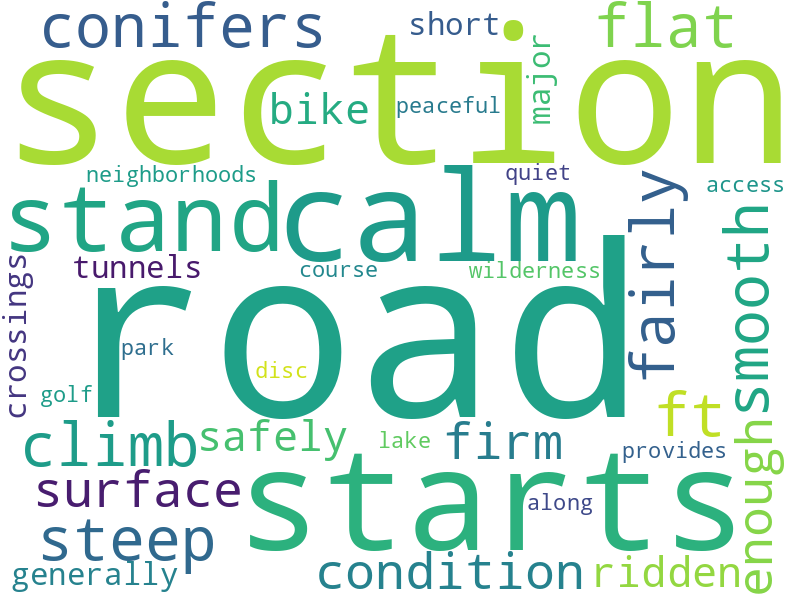 conifers
short
flat
section
major
bike
peaceful
neighborhoods
quiet
access
stand
calm
fairly
smooth
crossings
tunnels
course
wilderness
road
park
disc
golf
ft
climb
safely
lake
firm
provides
enough
surface
starts
along
steep
generally
condition
ridden